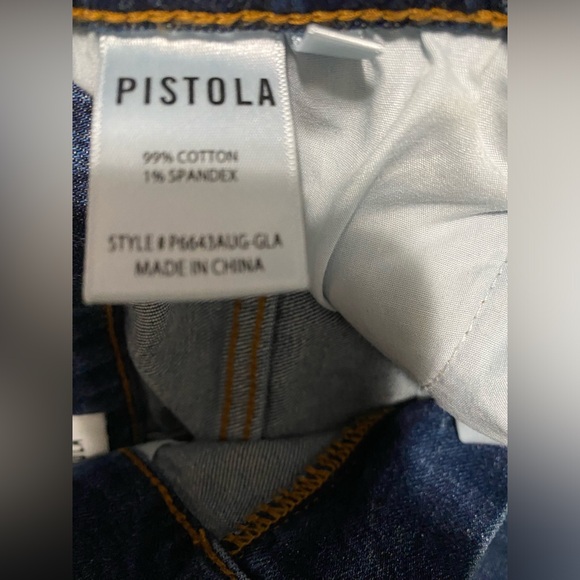 PISTOLA
99% COTTON
1% SPANDEX
STYLE # P6643AUG-GLA
MADE IN CHINA